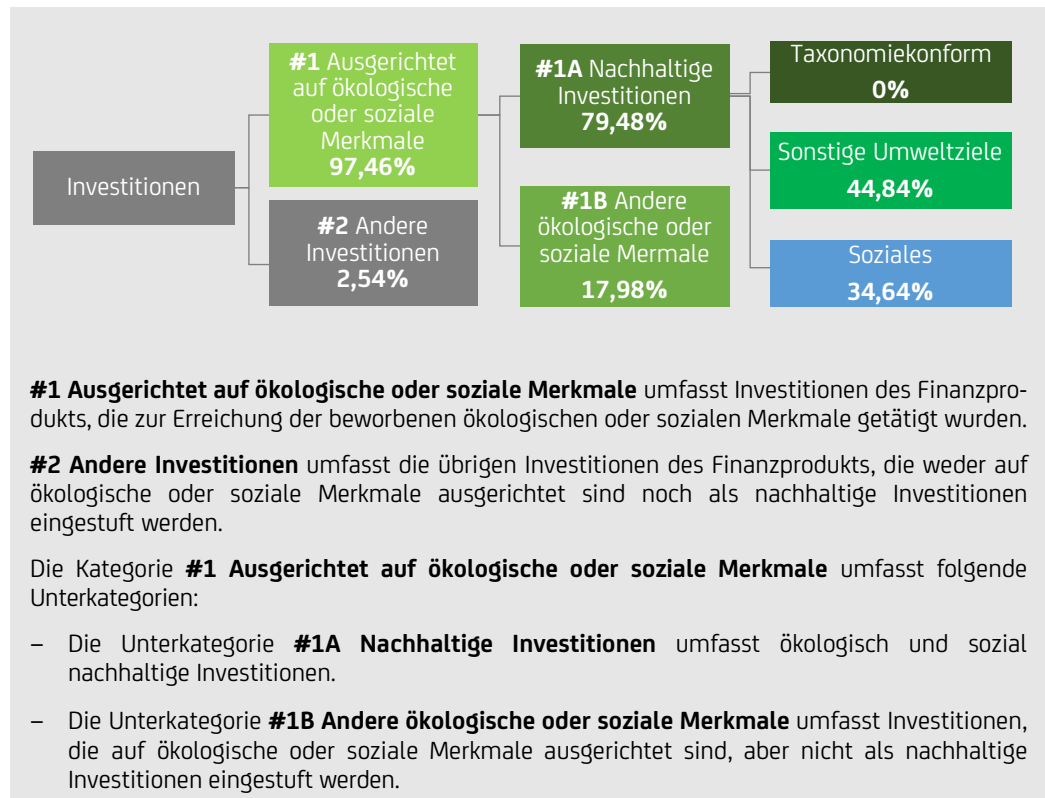 #1 Ausgerichtet
auf ökologische
oder soziale
Merkmale
97,46%
#1A Nachhaltige
Investitionen
79,48%
Taxonomiekonform
0%
Sonstige Umweltziele
44,84%
Investitionen
#2 Andere
Investitionen
2,54%
#1B Andere
ökologische oder
soziale Mermale
17,98%
Soziales
34,64%
#1 Ausgerichtet auf ökologische oder soziale Merkmale umfasst Investitionen des Finanzpro-
dukts, die zur Erreichung der beworbenen ökologischen oder sozialen Merkmale getätigt wurden.
#2 Andere Investitionen umfasst die übrigen Investitionen des Finanzprodukts, die weder auf
ökologische oder soziale Merkmale ausgerichtet sind noch als nachhaltige Investitionen
eingestuft werden.
Die Kategorie #1 Ausgerichtet auf ökologische oder soziale Merkmale umfasst folgende
Unterkategorien:
– Die Unterkategorie #1A Nachhaltige Investitionen umfasst ökologisch und sozial
nachhaltige Investitionen.
– Die Unterkategorie #1B Andere ökologische oder soziale Merkmale umfasst Investitionen,
die auf ökologische oder soziale Merkmale ausgerichtet sind, aber nicht als nachhaltige
Investitionen eingestuft werden.